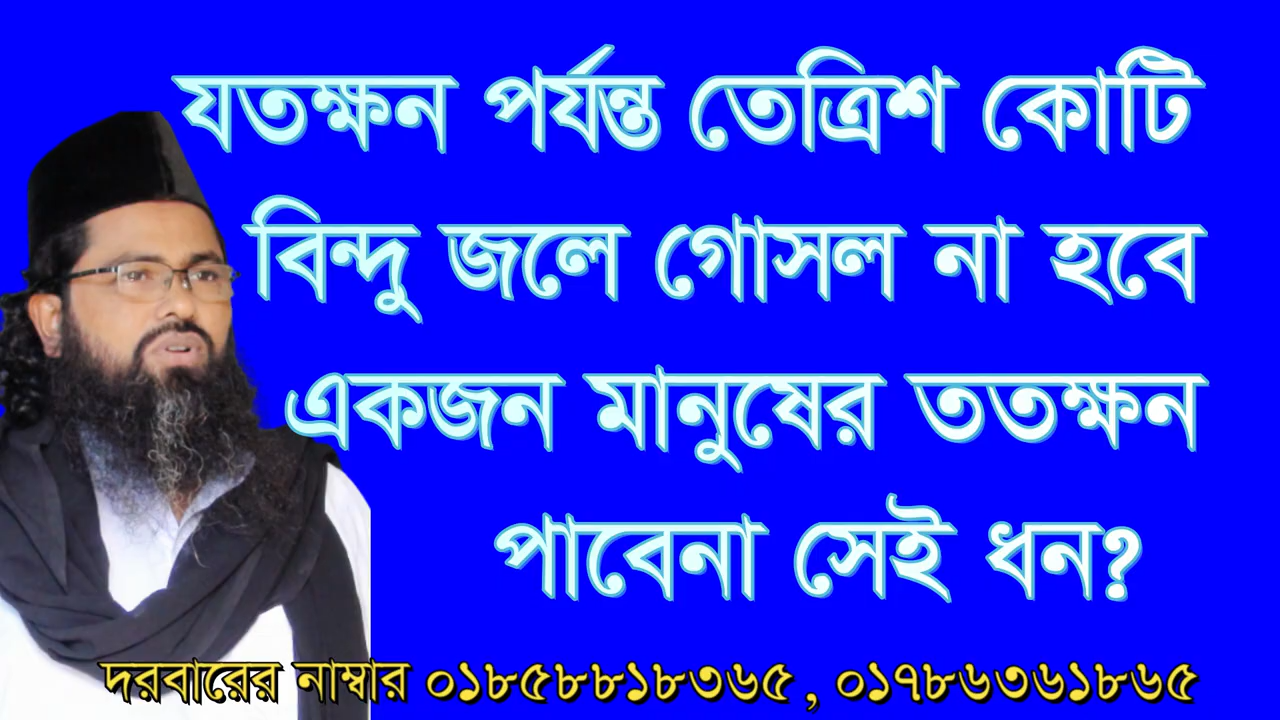 যতক্ষন পর্যন্ত তেত্রিশ কোটি
বিন্দু জলে গোসল না হবে
একজন মানুষের ততক্ষন
পাবেনা সেই ধন?
দরবারের নাম্বার ০১৮৫৮৮১৮৩৬৫, ০১৭৮৬৩৬১৮৬৫